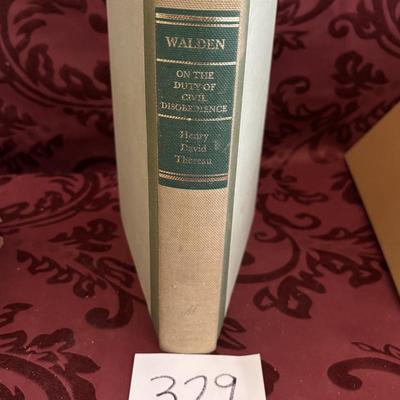 WALDEN
ON THE
DUTY OF
CIVIL
DISOBEDIENCE
Henry
David
Thoreau
329